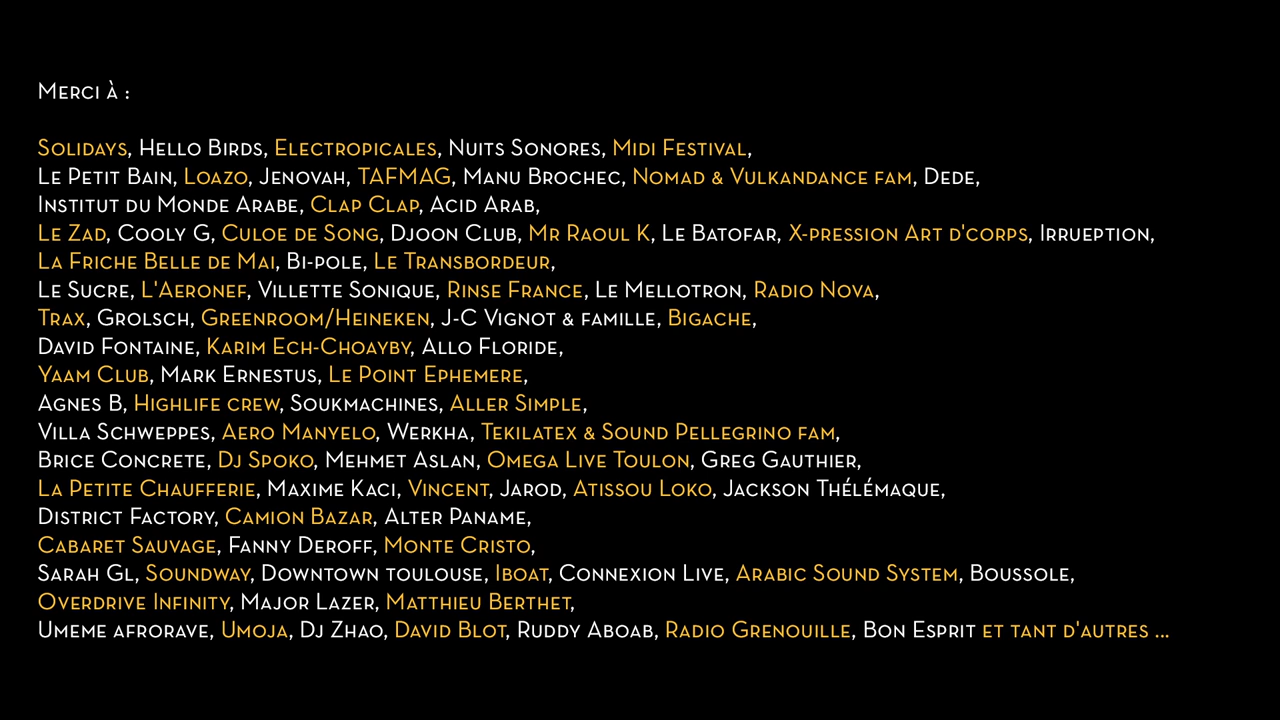 Merci à :
Solidays, Hello Birds, Electropicales, Nuits Sonores, Midi Festival,
Le Petit Bain, Loazo, Jenovah, TAFMAG, Manu Brochec, Nomad & Vulkandance fam, Dede,
Institut du Monde Arabe, Clap Clap, Acid Arab,
Le Zad, Cooly G, Culoe de Song, Djoon Club, Mr Raoul K, Le Batofar, X-pression Art d'corps, Irrueption,
La Friche Belle de Mai, Bi-pole, Le Transbordeur,
Le Sucre, L'Aeronef, Villette Sonique, Rinse France, Le Mellotron, Radio Nova,
Trax, Grolsch, Greenroom/Heineken, J-C Vignot & famille, Bigache,
David Fontaine, Karim Ech-Choayby, Allo Floride,
Yaam Club, Mark Ernestus, Le Point Ephemere,
Agnes B, Highlife crew, Soukmachines, Aller Simple,
Villa Schweppes, Aero Manyelo, Werkha, Tekilatex & Sound Pellegrino fam,
Brice Concrete, Dj Spoko, Mehmet Aslan, Omega Live Toulon, Greg Gauthier,
La Petite Chaufferie, Maxime Kaci, Vincent, Jarod, Atissou Loko, Jackson Thélémaque,
District Factory, Camion Bazar, Alter Paname,
Cabaret Sauvage, Fanny Deroff, Monte Cristo,
Sarah Gl, Soundway, Downtown toulouse, Iboat, Connexion Live, Arabic Sound System, Boussole,
Overdrive Infinity, Major Lazer, Matthieu Berthet,
Umeme afrorave, Umoja, Dj Zhao, David Blot, Ruddy Aboab, Radio Grenouille, Bon Esprit et tant d'autres ...